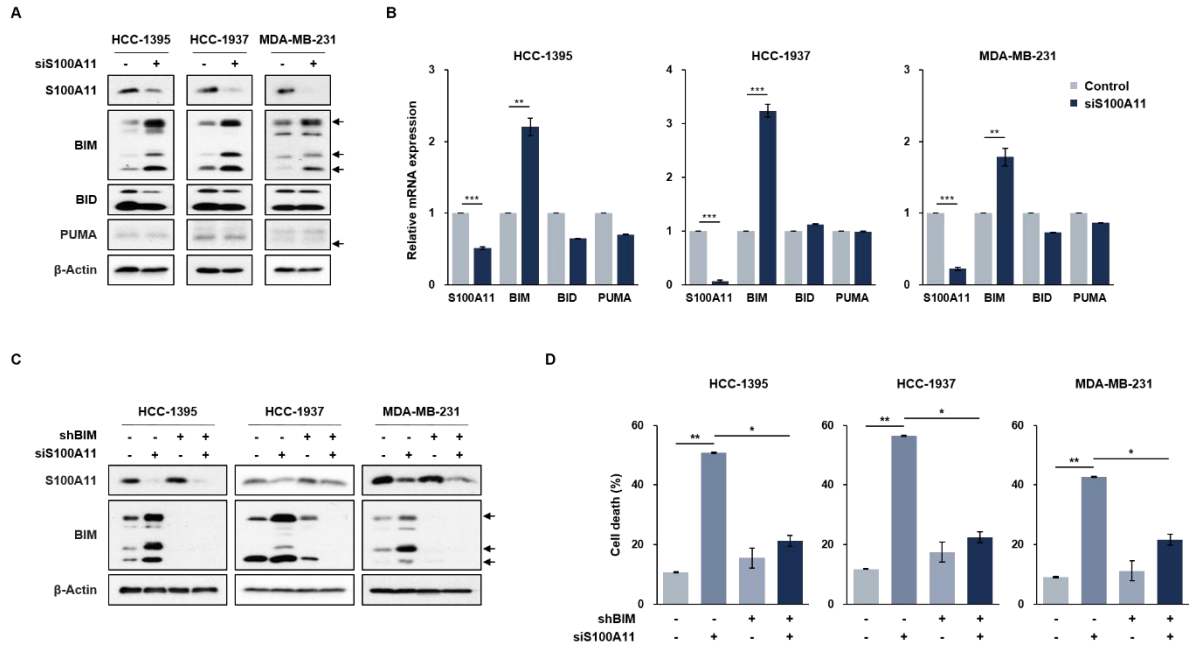 A
HCC-1395 HCC-1937 MDA-MB-231
siS100A11 - + - + - +
S100A11
BIM
BID
PUMA
β-Actin
B
HCC-1395 HCC-1937 MDA-MB-231
Relative mRNA expression
3 2 1 0
*** **
S100A11 BIM BID PUMA
4 3 2 1 0
*** ***
S100A11 BIM BID PUMA
3 2 1 0
*** **
S100A11 BIM BID PUMA
Control
siS100A11
C
HCC-1395 HCC-1937 MDA-MB-231
shBIM - - + + - - + + - - + +
siS100A11 - + - + - + - + - + - +
S100A11
BIM
β-Actin
D
HCC-1395 HCC-1937 MDA-MB-231
Cell death (%)
60 40 20 0
** *
60 40 20 0
** *
60 40 20 0
** *
shBIM - - + + - - + + - - + +
siS100A11 - + - + - + - + - + - +